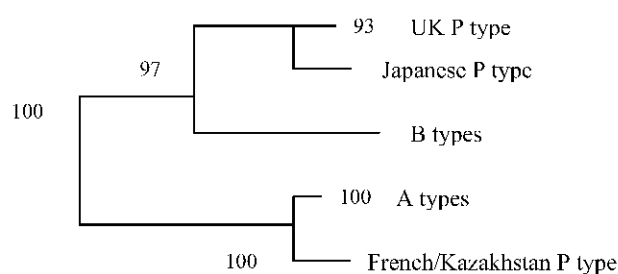 93 UK P type
Japanese P type
97
100
B types
100 A types
100 French/Kazakhstan P type